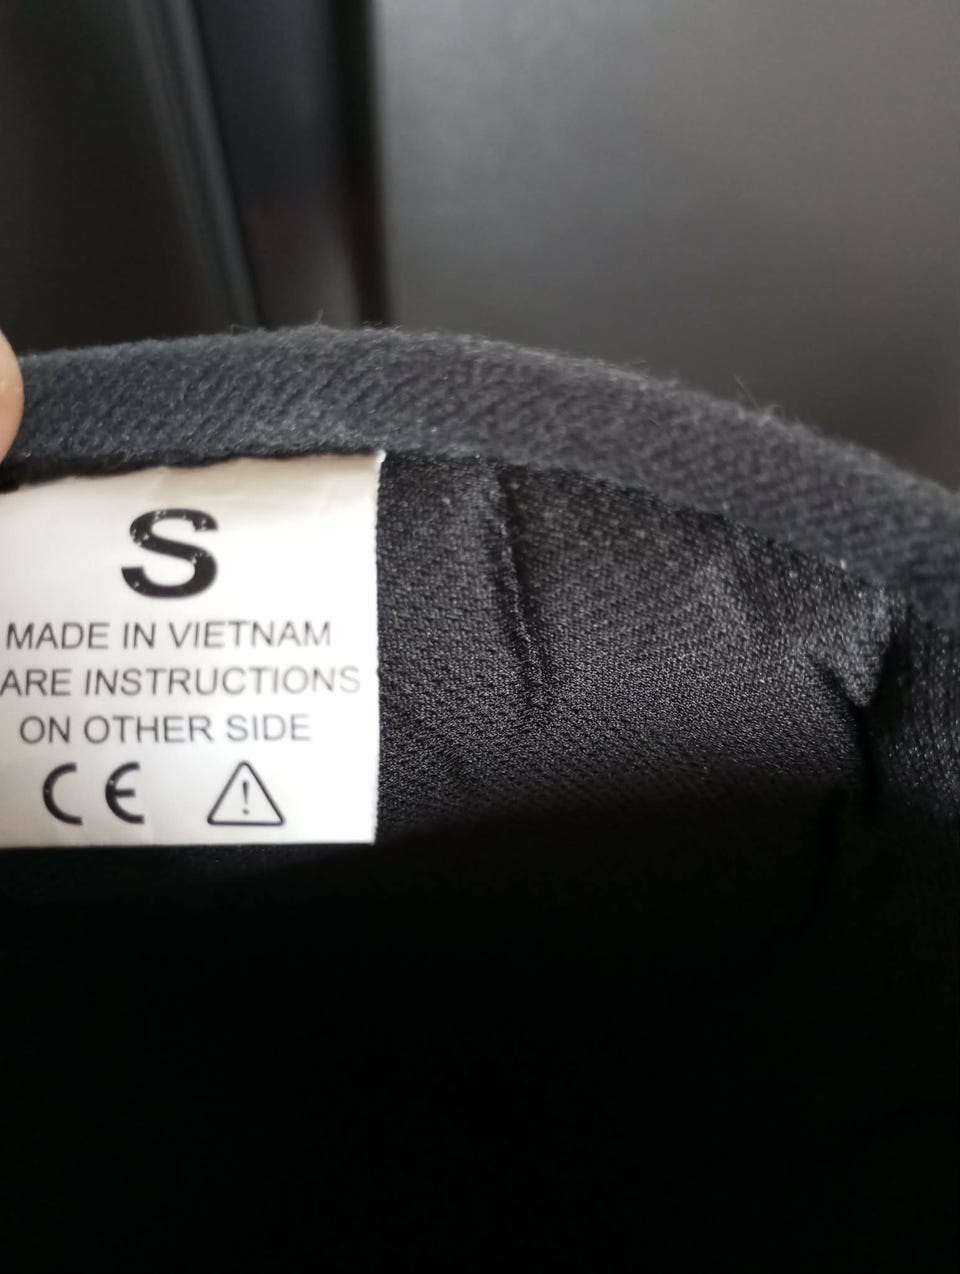 S
MADE IN VIETNAM
ARE INSTRUCTIONS
ON OTHER SIDE
CE
!